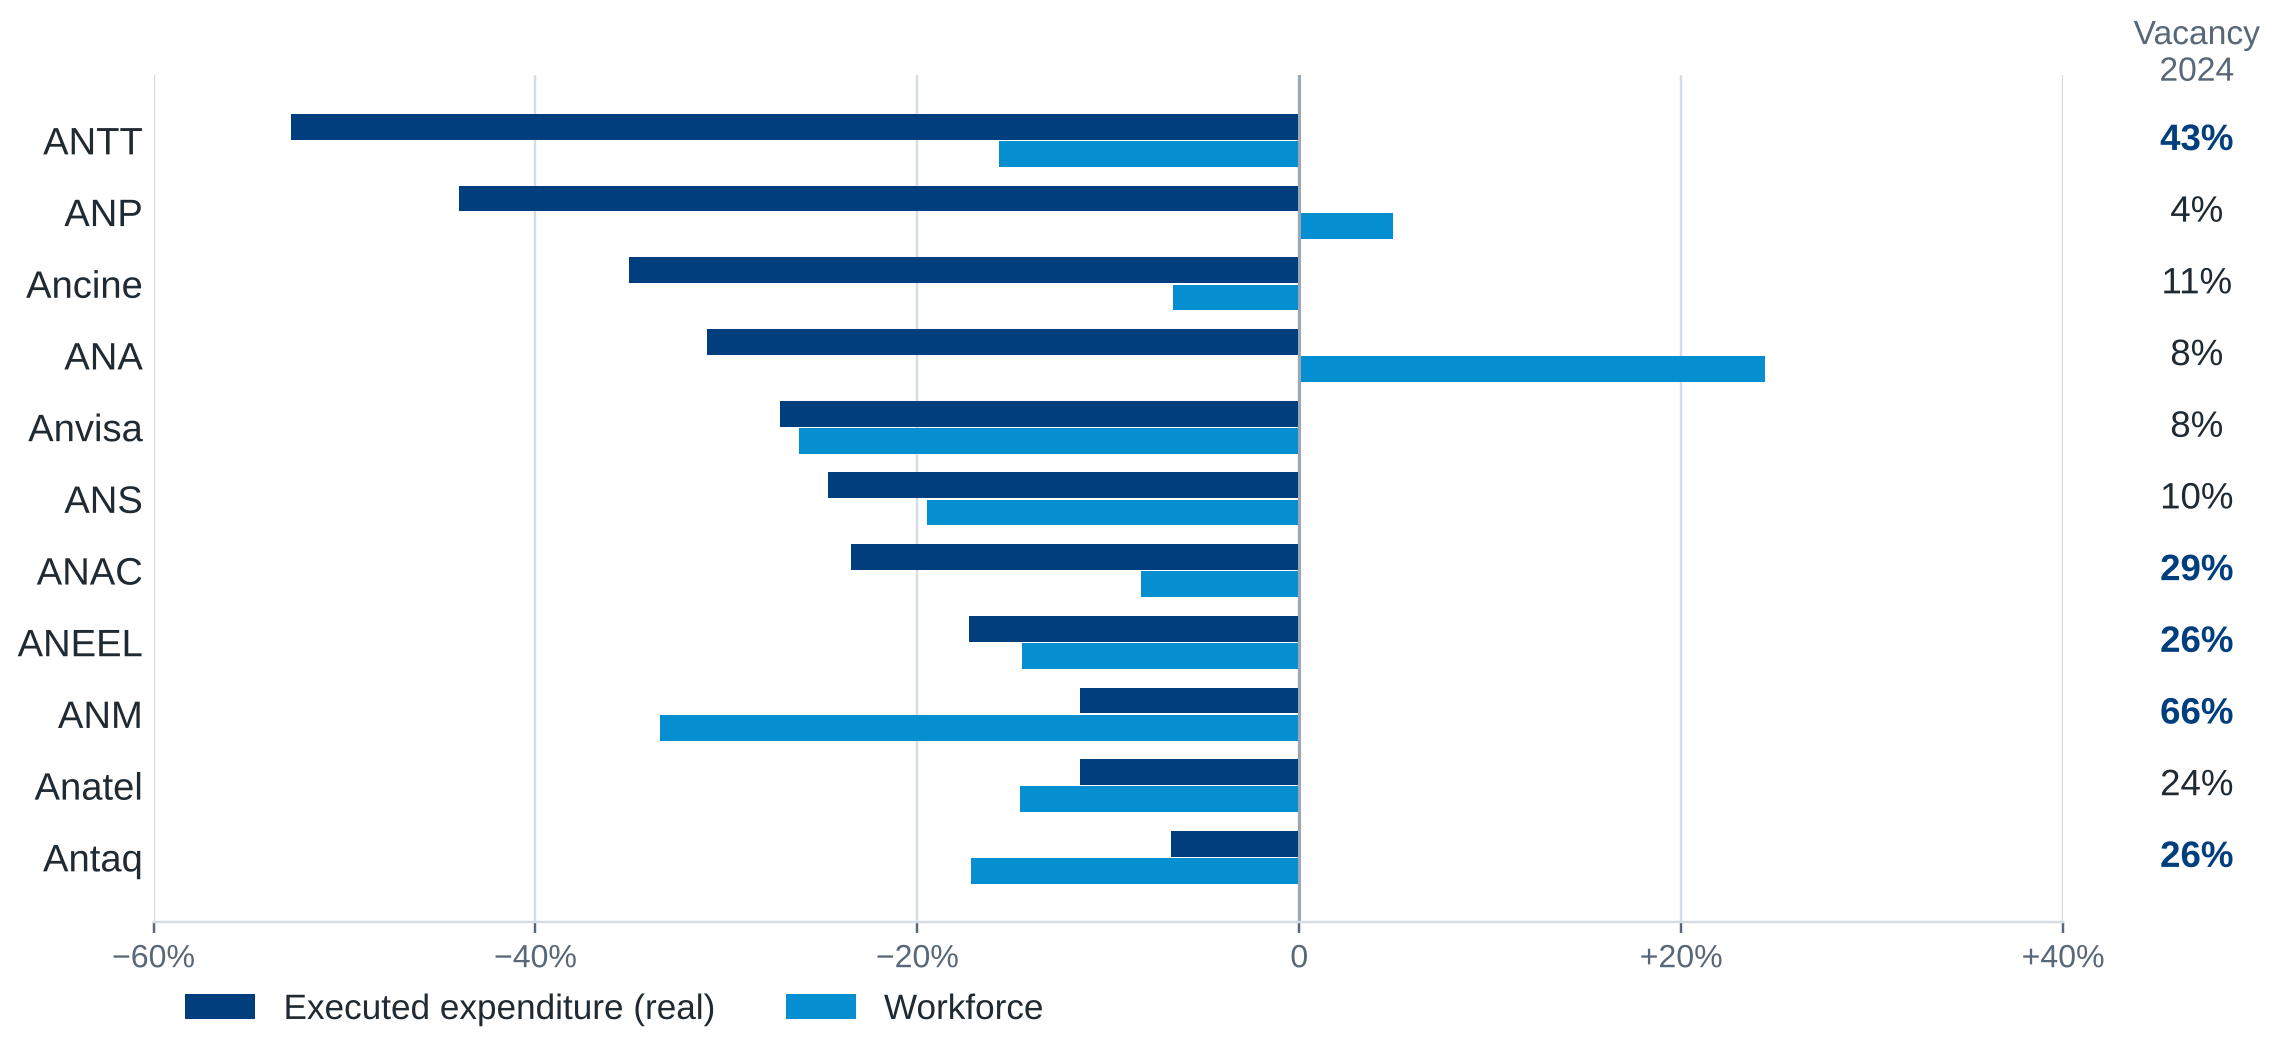 Vacancy
2024
ANTT 43%
ANP 4%
Ancine 11%
ANA 8%
Anvisa 8%
ANS 10%
ANAC 29%
ANEEL 26%
ANM 66%
Anatel 24%
Antaq 26%
−60% −40% −20% 0 +20% +40%
Executed expenditure (real) Workforce